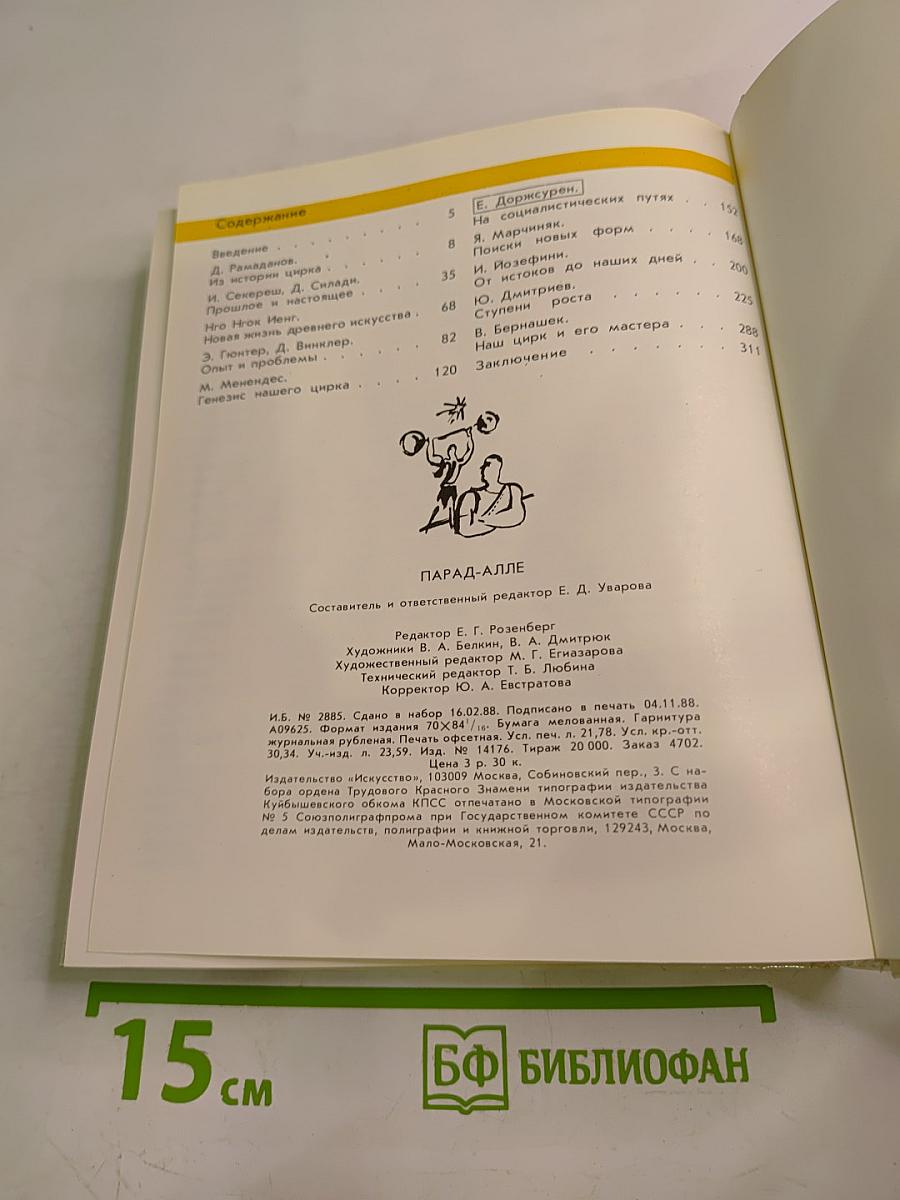 Содержание
Введение . . . . . . . . . 5
Д. Рамаданов.
Из истории цирка . . . . . . . 8
И. Секереш, Д. Силади.
Прошлое и настоящее . . . . 35
Нго Нгок Иенг.
Новая жизнь древнего искусства . 68
Э. Гюнтер, Д. Винклер.
Опыт и проблемы . . . . . . 82
М. Менендес.
Генезис нашего цирка . . . . 120
Е. Доржсурен.
На социалистических путях . . 152
Я. Марчиняк.
Поиски новых форм . . . . 168
И. Йозефини.
От истоков до наших дней . . 200
Ю. Дмитриев.
Ступени роста . . . . . . 225
В. Бернашек.
Наш цирк и его мастера . . . 288
Заключение . . . . . . . 311
ПАРАД-АЛЛЕ
Составитель и ответственный редактор Е. Д. Уварова
Редактор Е. Г. Розенберг
Художники В. А. Белкин, В. А. Дмитрюк
Художественный редактор М. Г. Егиазарова
Технический редактор Т. Б. Любина
Корректор Ю. А. Евстратова
И.Б. № 2885. Сдано в набор 16.02.88. Подписано в печать 04.11.88.
А09625. Формат издания 70×84¹/₁₆. Бумага мелованная. Гарнитура
журнальная рубленая. Печать офсетная. Усл. печ. л. 21,78. Усл. кр.-отт.
30,34. Уч.-изд. л. 23,59. Изд. № 14176. Тираж 20 000. Заказ 4702.
Цена 3 р. 30 к.
Издательство «Искусство», 103009 Москва, Собиновский пер., 3. С на-
бора ордена Трудового Красного Знамени типографии издательства
Куйбышевского обкома КПСС отпечатано в Московской типографии
№ 5 Союзполиграфпрома при Государственном комитете СССР по
делам издательств, полиграфии и книжной торговли, 129243, Москва,
Мало-Московская, 21.
15 см
БФ БИБЛИОФАН